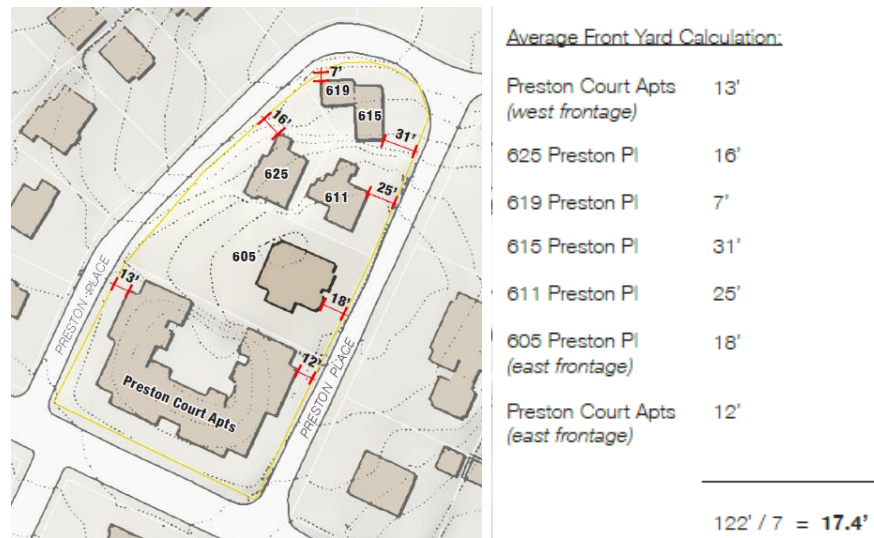 7'
619
615
16'
31'
625
611
25'
605
13'
18'
PRESTON PLACE
12'
Preston Court Apts
PRESTON PLACE
Average Front Yard Calculation:
Preston Court Apts 13'
(west frontage)
625 Preston Pl 16'
619 Preston Pl 7'
615 Preston Pl 31'
611 Preston Pl 25'
605 Preston Pl 18'
(east frontage)
Preston Court Apts 12'
(east frontage)
122' / 7 = 17.4'